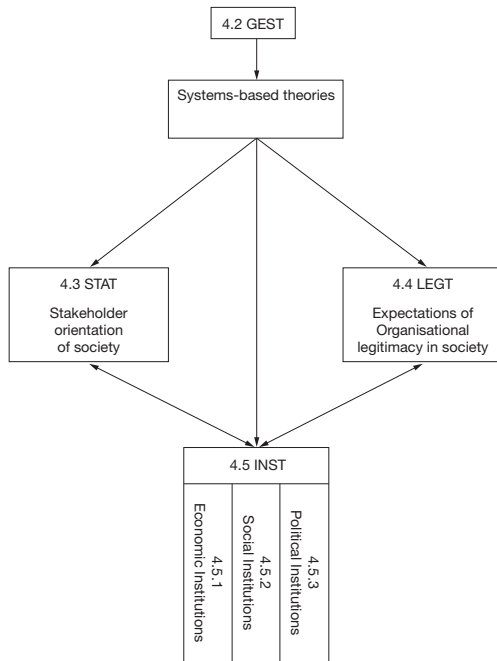 4.2 GEST
Systems-based theories
4.3 STAT
Stakeholder
orientation
of society
4.4 LEGT
Expectations of
Organisational
legitimacy in society
4.5 INST
4.5.1
Economic Institutions
4.5.2
Social Institutions
4.5.3
Political Institutions